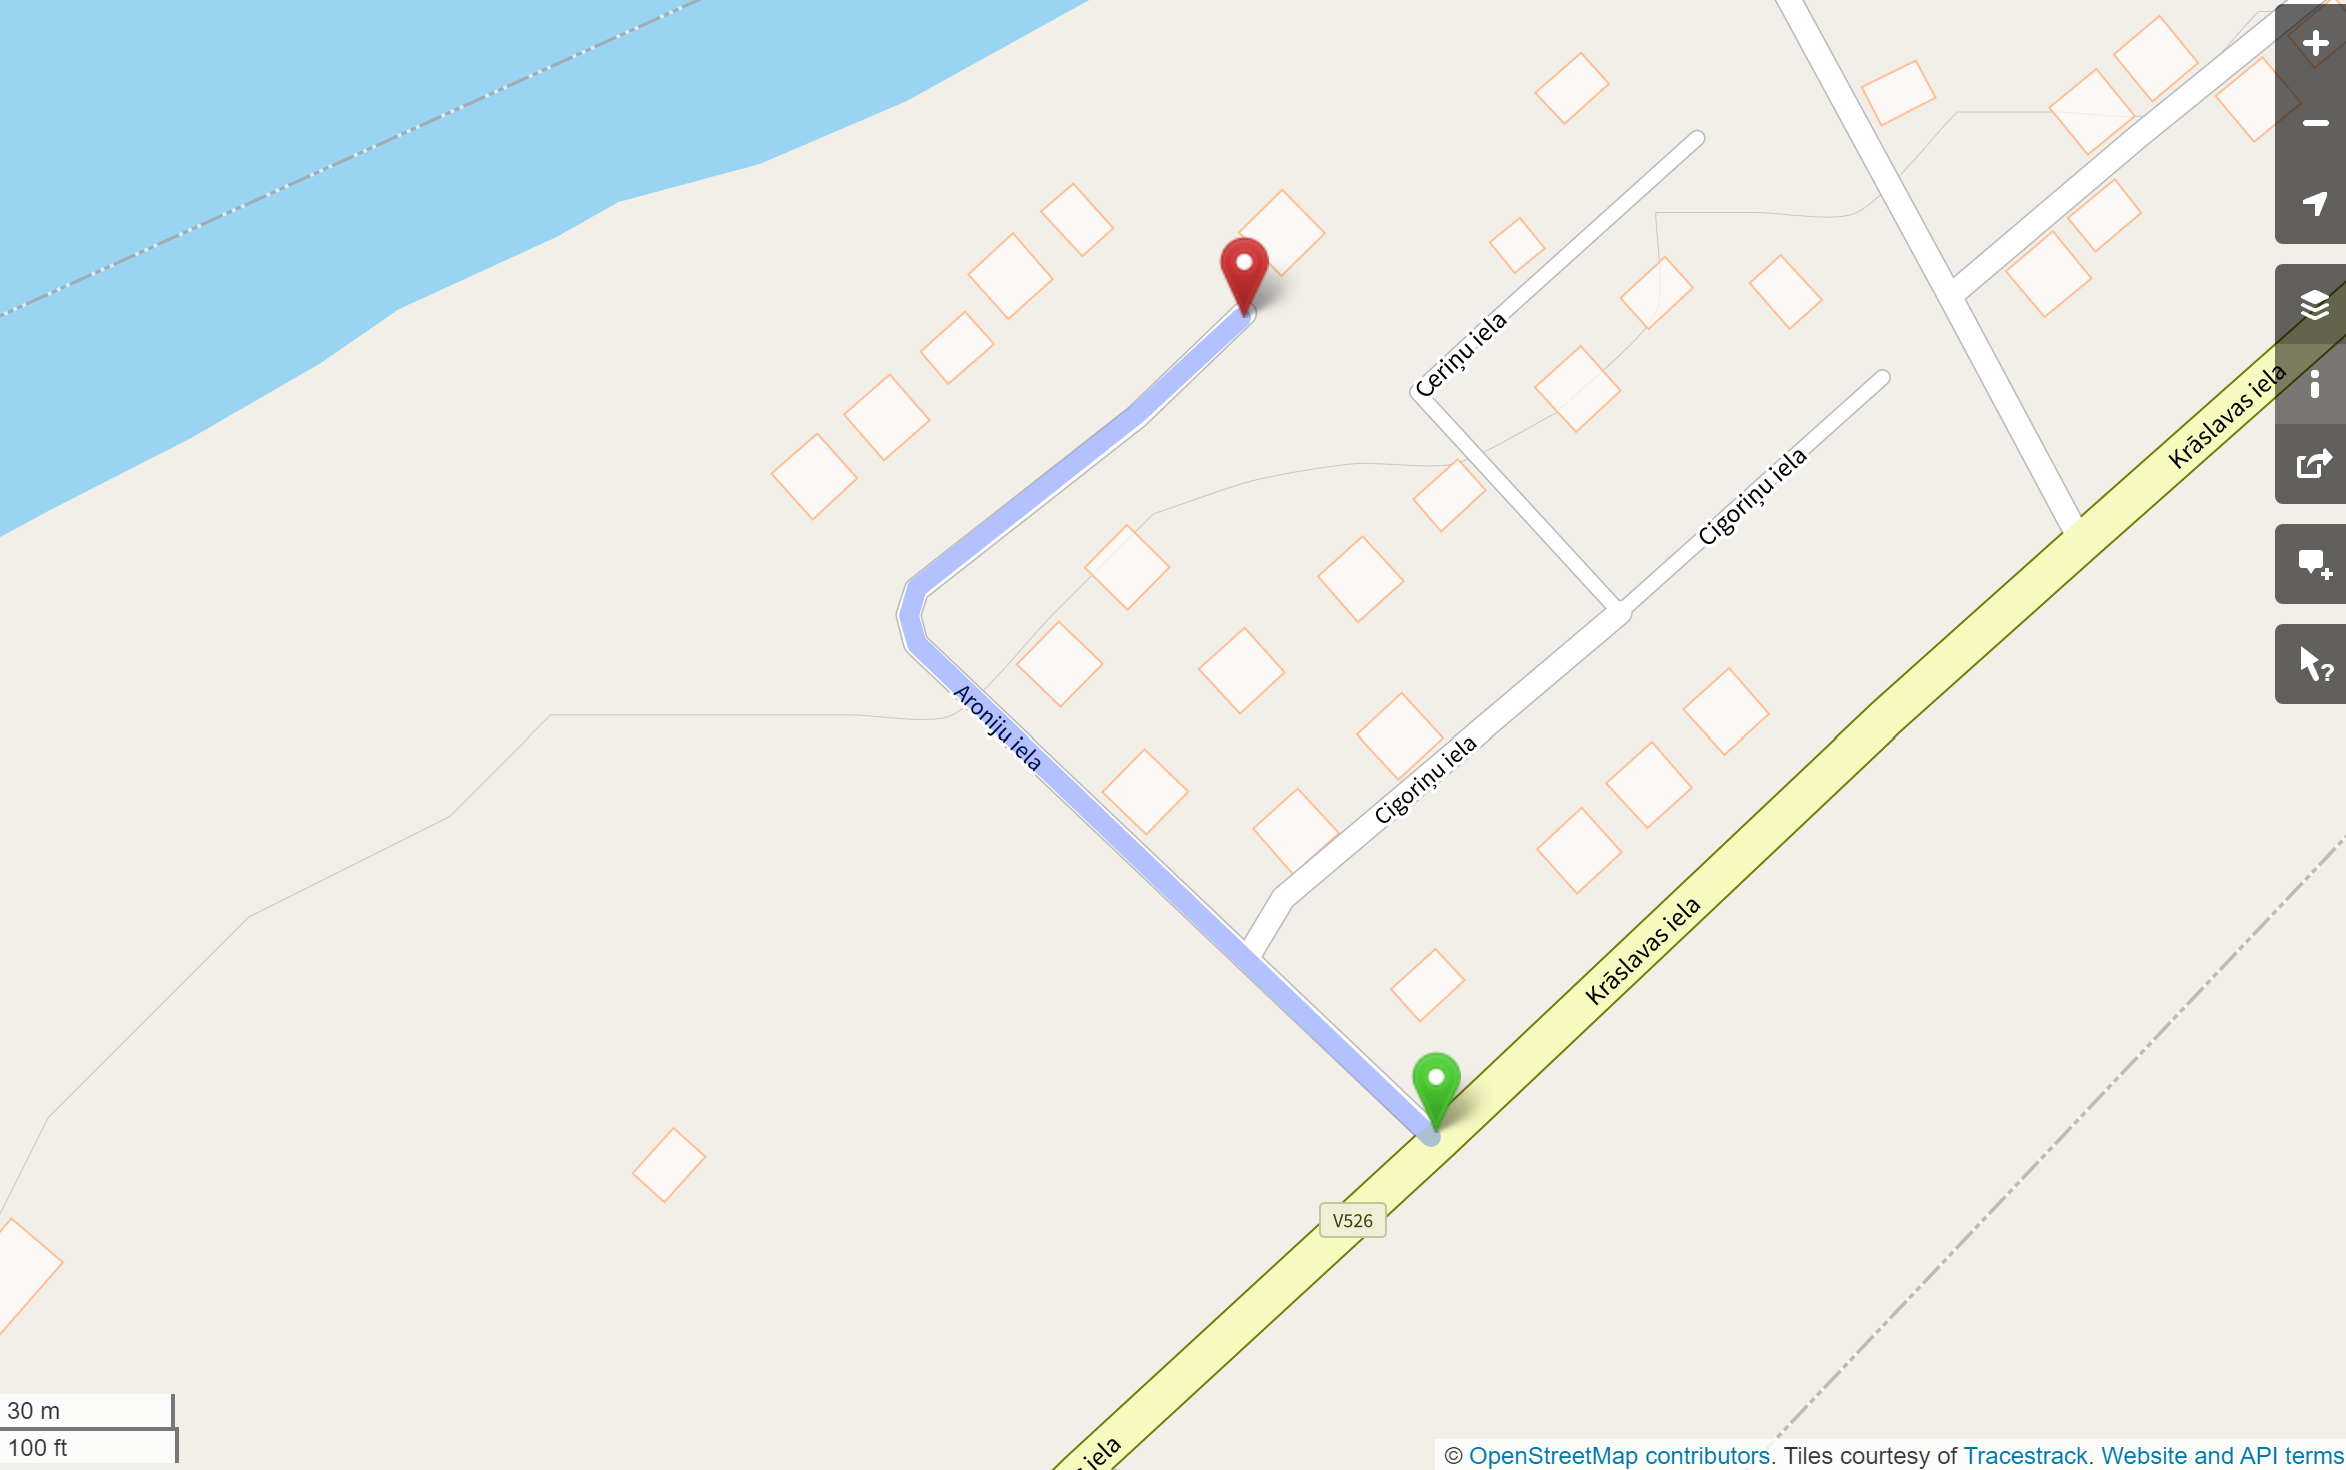 Ceriņu iela
Krāslavas iela
Cigoriņu iela
Aroniju iela
Cigoriņu iela
Krāslavas iela
V526
iela
30 m
100 ft
?
© OpenStreetMap contributors. Tiles courtesy of Tracestrack. Website and API terms